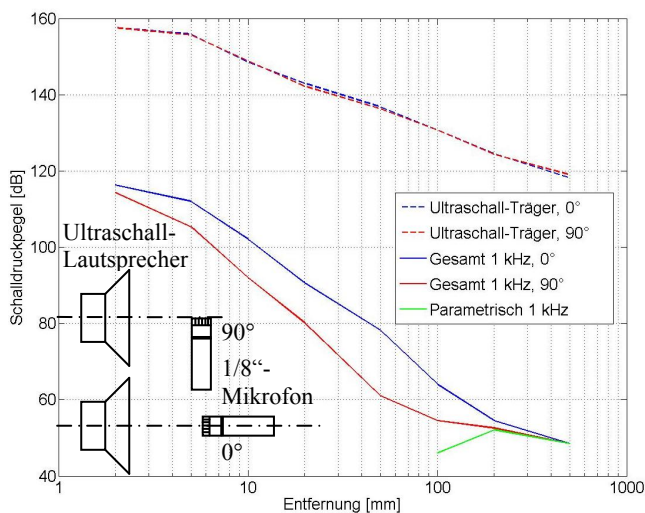 160
140
120
100
80
60
40
Schalldruckpegel [dB]
Ultraschall-Träger, 0°
Ultraschall-Träger, 90°
Gesamt 1 kHz, 0°
Gesamt 1 kHz, 90°
Parametrisch 1 kHz
Ultraschall-
Lautsprecher
90°
1/8“-
Mikrofon
0°
1
10
100
1000
Entfernung [mm]